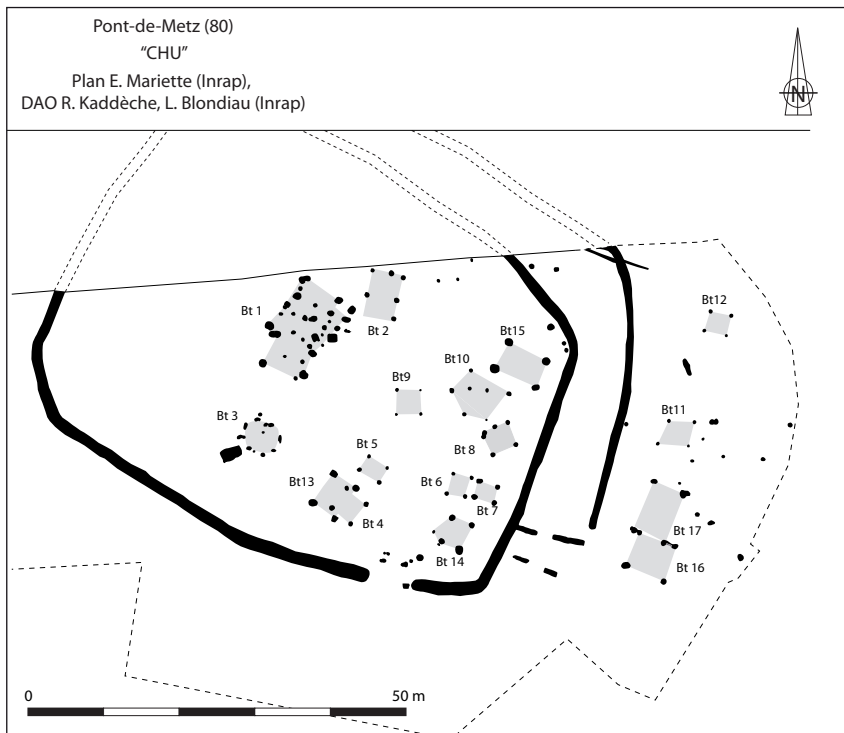 Pont-de-Metz (80)
“CHU”
Plan E. Mariette (Inrap),
DAO R. Kaddèche, L. Blondiau (Inrap)
N
Bt 1
Bt 2
Bt12
Bt15
Bt10
Bt9
Bt 3
Bt11
Bt 5
Bt 8
Bt13
Bt 6
Bt 7
Bt 4
Bt 17
Bt 14
Bt 16
0
50 m